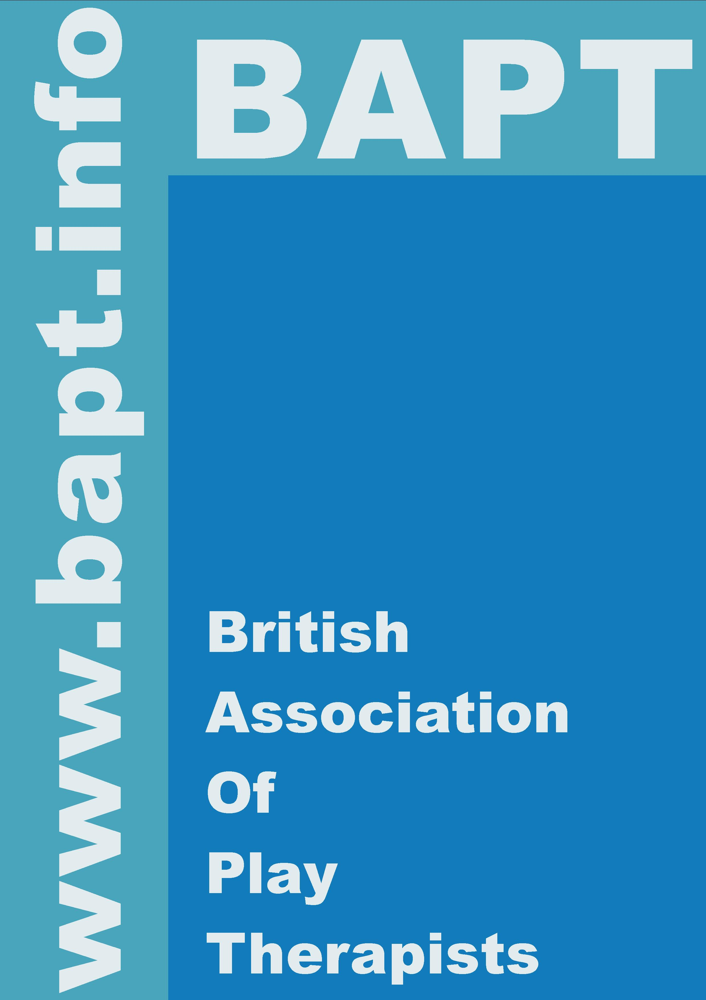 BAPT
www.bapt.info
British
Association
Of
Play
Therapists